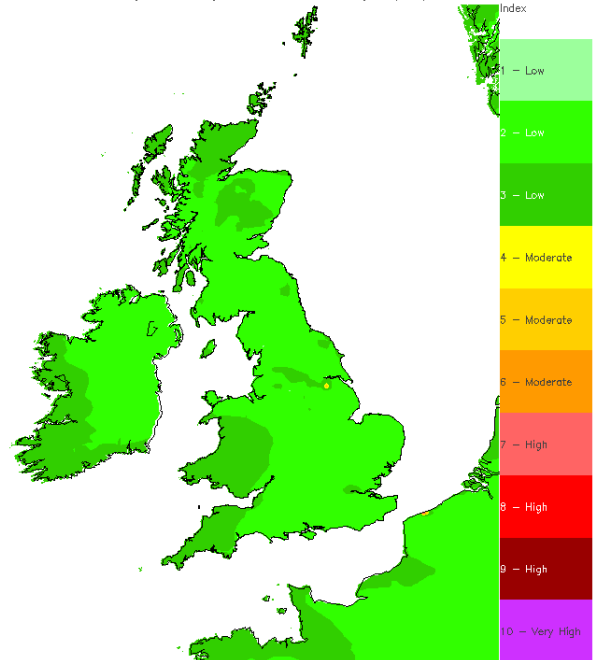 Index
1 - Low
2 - Low
3 - Low
4 - Moderate
5 - Moderate
6 - Moderate
7 - High
8 - High
9 - High
10 - Very High